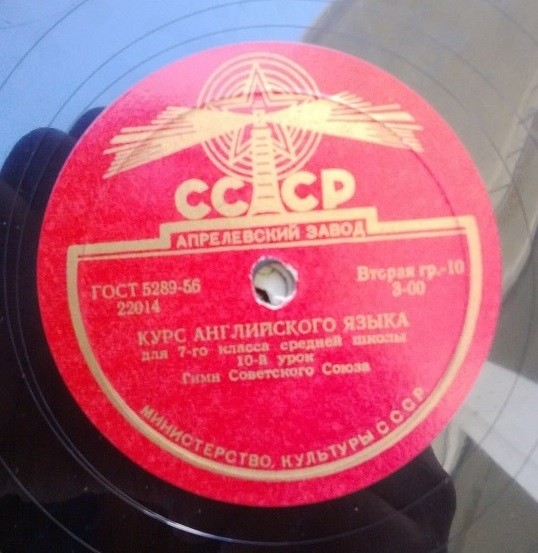 СССР
АПРЕЛЕВСКИЙ ЗАВОД
ГОСТ 5289-56
22014
Вторая гр.-10
3-00
КУРС АНГЛИЙСКОГО ЯЗЫКА
для 7-го класса средней школы
10-й урок
Гимн Советского Союза
МИНИСТЕРСТВО КУЛЬТУРЫ СССР